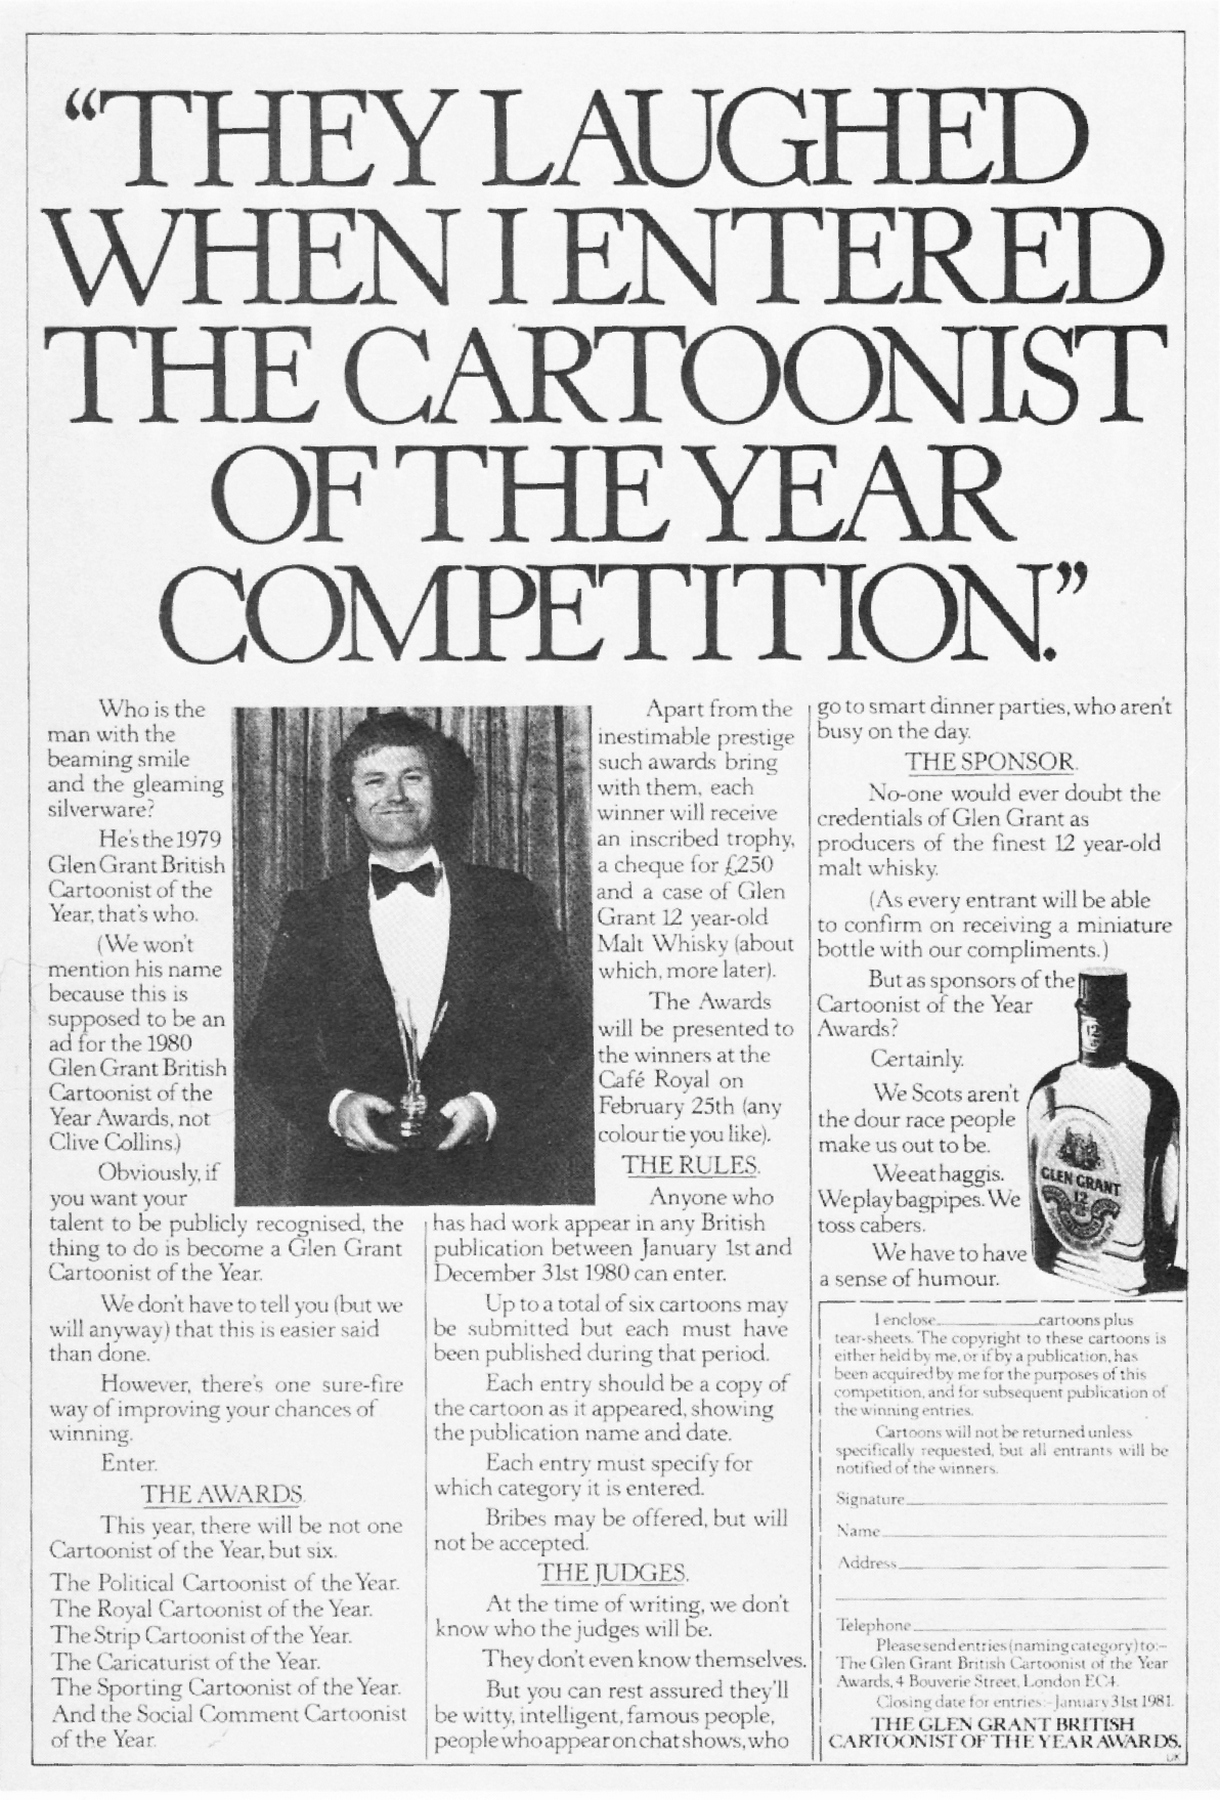 “THEY LAUGHED
WHEN I ENTERED
THE CARTOONIST
OF THE YEAR
COMPETITION.”
Who is the
man with the
beaming smile
and the gleaming
silverware?
He's the 1979
Glen Grant British
Cartoonist of the
Year, that's who.
(We won't
mention his name
because this is
supposed to be an
ad for the 1980
Glen Grant British
Cartoonist of the
Year Awards, not
Clive Collins.)
Obviously, if
you want your
talent to be publicly recognised, the
thing to do is become a Glen Grant
Cartoonist of the Year.
We don't have to tell you (but we
will anyway) that this is easier said
than done.
However, there's one sure-fire
way of improving your chances of
winning.
Enter.
THE AWARDS.
This year, there will be not one
Cartoonist of the Year, but six.
The Political Cartoonist of the Year.
The Royal Cartoonist of the Year.
The Strip Cartoonist of the Year.
The Caricaturist of the Year.
The Sporting Cartoonist of the Year.
And the Social Comment Cartoonist
of the Year.
Apart from the
inestimable prestige
such awards bring
with them, each
winner will receive
an inscribed trophy,
a cheque for £250
and a case of Glen
Grant 12 year-old
Malt Whisky (about
which, more later).
The Awards
will be presented to
the winners at the
Café Royal on
February 25th (any
colour tie you like).
THE RULES.
Anyone who
has had work appear in any British
publication between January 1st and
December 31st 1980 can enter.
Up to a total of six cartoons may
be submitted but each must have
been published during that period.
Each entry should be a copy of
the cartoon as it appeared, showing
the publication name and date.
Each entry must specify for
which category it is entered.
Bribes may be offered, but will
not be accepted.
THE JUDGES.
At the time of writing, we don't
know who the judges will be.
They don't even know themselves.
But you can rest assured they'll
be witty, intelligent, famous people,
people who appear on chat shows, who
go to smart dinner parties, who aren't
busy on the day.
THE SPONSOR.
No-one would ever doubt the
credentials of Glen Grant as
producers of the finest 12 year-old
malt whisky.
(As every entrant will be able
to confirm on receiving a miniature
bottle with our compliments.)
But as sponsors of the
Cartoonist of the Year
Awards?
Certainly.
We Scots aren't
the dour race people
make us out to be.
We eat haggis.
We play bagpipes. We
toss cabers.
We have to have
a sense of humour.
12
GLEN GRANT
12
I enclose cartoons plus
tear-sheets. The copyright to these cartoons is
either held by me, or if by a publication, has
been acquired by me for the purposes of this
competition, and for subsequent publication of
the winning entries.
Cartoons will not be returned unless
specifically requested, but all entrants will be
notified of the winners.
Signature
Name
Address
Telephone
Please send entries (naming category) to:–
The Glen Grant British Cartoonist of the Year
Awards, 4 Bouverie Street, London EC4.
Closing date for entries:– January 31st 1981.
THE GLEN GRANT BRITISH
CARTOONIST OF THE YEAR AWARDS.
UK